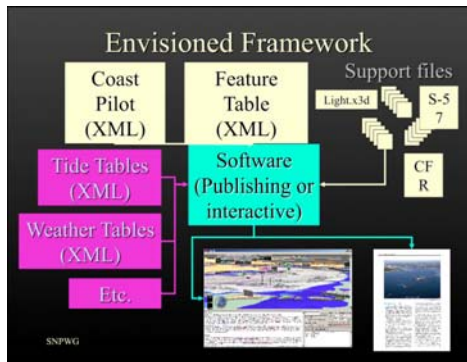 Envisioned Framework
Coast
Pilot
(XML)
Feature
Table
(XML)
Support files
Light.x3d
S-5
7
CF
R
Tide Tables
(XML)
Weather Tables
(XML)
Etc.
Software
(Publishing or
interactive)
SNPWG